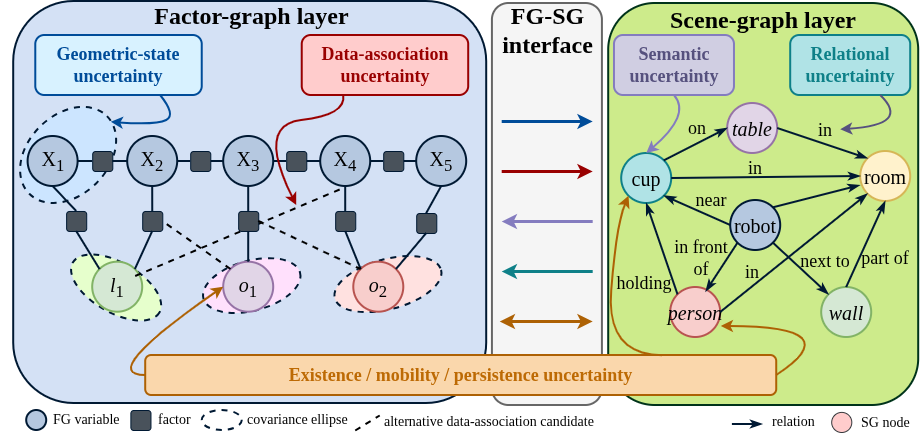 Factor-graph layer
FG-SG
interface
Scene-graph layer
Geometric-state
uncertainty
Data-association
uncertainty
Semantic
uncertainty
Relational
uncertainty
X1
X2
X3
X4
X5
l1
o1
o2
table
cup
room
robot
person
wall
on
in
in
near
in front
of
in
holding
next to
part of
Existence / mobility / persistence uncertainty
FG variable
factor
covariance ellipse
alternative data-association candidate
relation
SG node